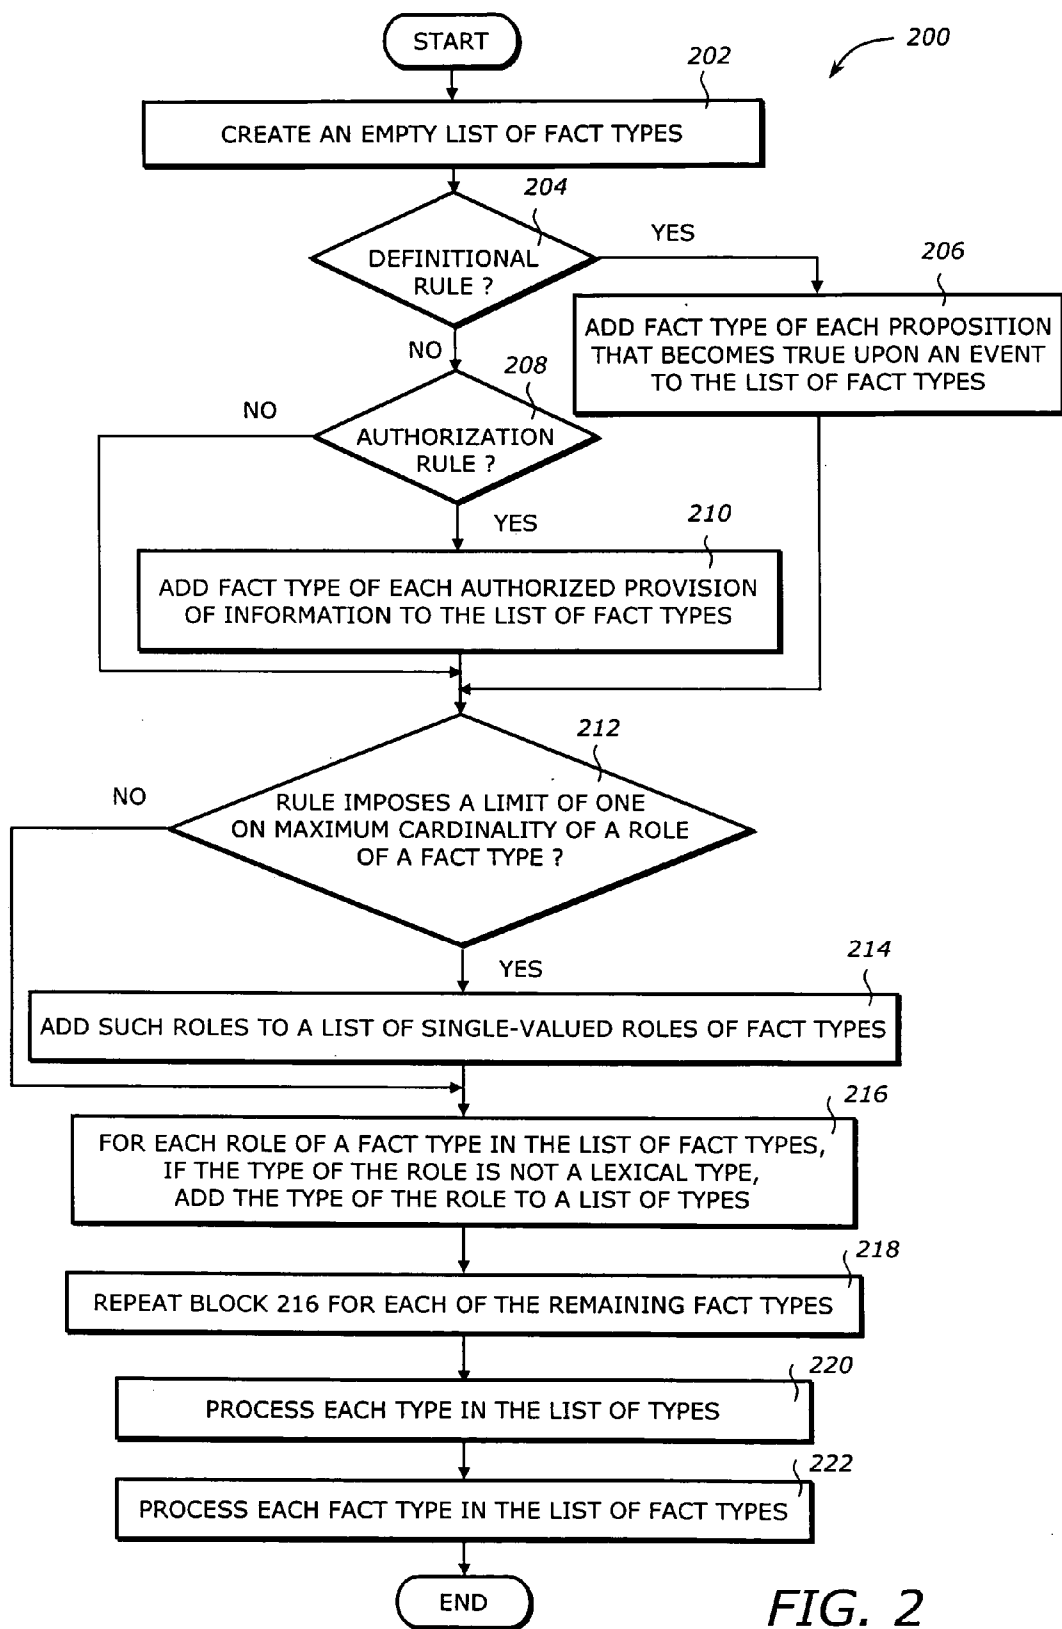 START
200
202
CREATE AN EMPTY LIST OF FACT TYPES
204
DEFINITIONAL
RULE ?
YES
206
ADD FACT TYPE OF EACH PROPOSITION
THAT BECOMES TRUE UPON AN EVENT
TO THE LIST OF FACT TYPES
NO
208
AUTHORIZATION
RULE ?
NO
YES
210
ADD FACT TYPE OF EACH AUTHORIZED PROVISION
OF INFORMATION TO THE LIST OF FACT TYPES
212
RULE IMPOSES A LIMIT OF ONE
ON MAXIMUM CARDINALITY OF A ROLE
OF A FACT TYPE ?
NO
YES
214
ADD SUCH ROLES TO A LIST OF SINGLE-VALUED ROLES OF FACT TYPES
216
FOR EACH ROLE OF A FACT TYPE IN THE LIST OF FACT TYPES,
IF THE TYPE OF THE ROLE IS NOT A LEXICAL TYPE,
ADD THE TYPE OF THE ROLE TO A LIST OF TYPES
218
REPEAT BLOCK 216 FOR EACH OF THE REMAINING FACT TYPES
220
PROCESS EACH TYPE IN THE LIST OF TYPES
222
PROCESS EACH FACT TYPE IN THE LIST OF FACT TYPES
END
FIG. 2